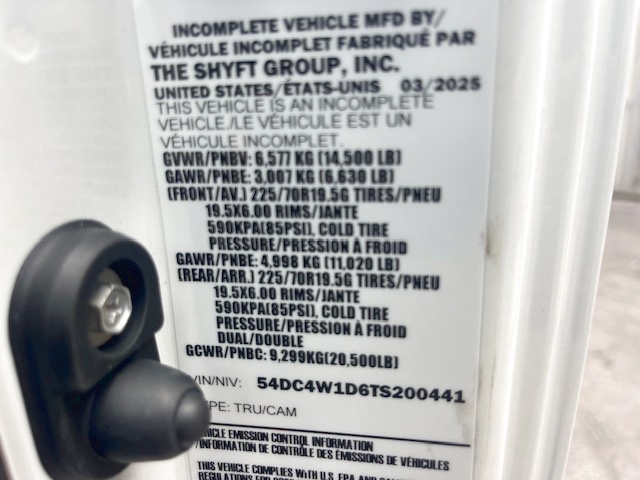 INCOMPLETE VEHICLE MFD BY/
VÉHICULE INCOMPLET FABRIQUÉ PAR
THE SHYFT GROUP, INC.
UNITED STATES/ÉTATS-UNIS 03/2025
THIS VEHICLE IS AN INCOMPLETE
VEHICLE./LE VÉHICULE EST UN
VÉHICULE INCOMPLET.
GVWR/PNBV: 6,577 KG (14,500 LB)
GAWR/PNBE: 3,007 KG (6,630 LB)
(FRONT/AV.) 225/70R19.5G TIRES/PNEU
19.5X6.00 RIMS/JANTE
590KPA(85PSI), COLD TIRE
PRESSURE/PRESSION À FROID
GAWR/PNBE: 4,998 KG (11,020 LB)
(REAR/ARR.) 225/70R19.5G TIRES/PNEU
19.5X6.00 RIMS/JANTE
590KPA(85PSI), COLD TIRE
PRESSURE/PRESSION À FROID
DUAL/DOUBLE
GCWR/PNBC: 9,299KG(20,500LB)
/IN/NIV: 54DC4W1D6TS200441
PE: TRU/CAM
ICLE EMISSION CONTROL INFORMATION
/INFORMATION DE CONTRÔLE DES ÉMISSIONS DE VÉHICULES
THIS VEHICLE COMPLIES WITH U.S. EPA AND
REGULATIONS FOR